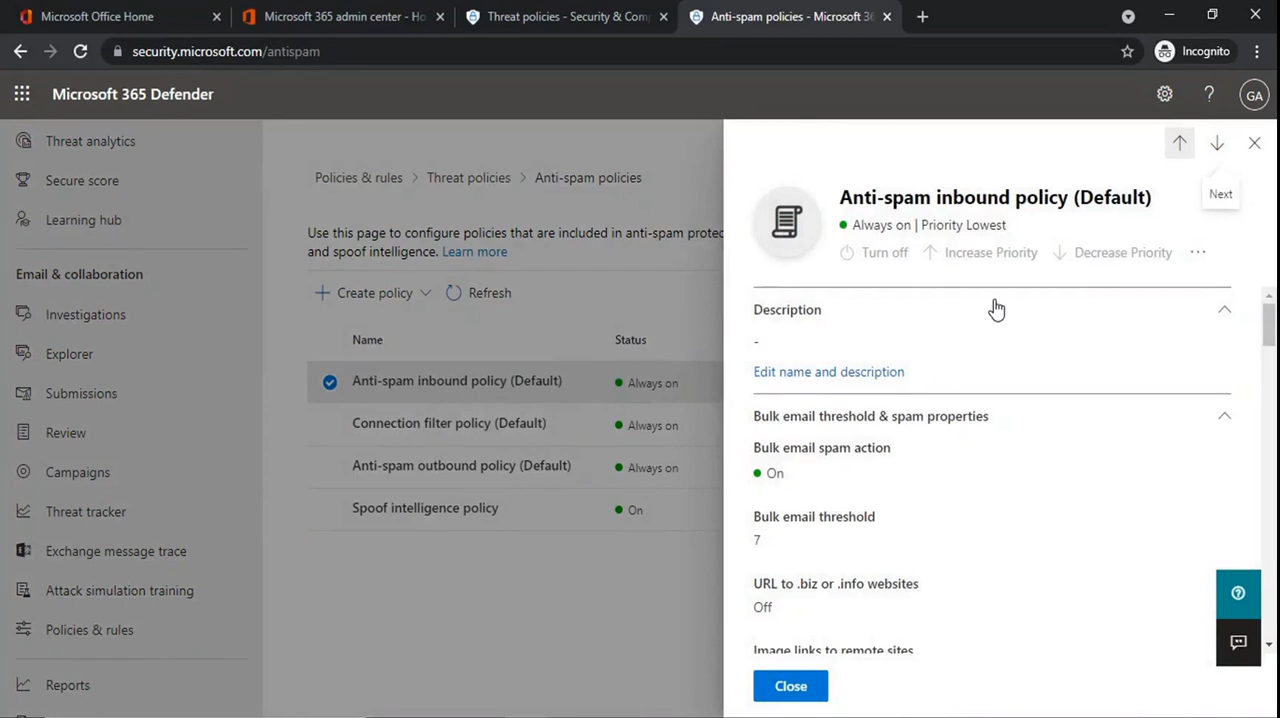 Microsoft Office Home
Microsoft 365 admin center - Ho
Threat policies - Security & Com
Anti-spam policies - Microsoft 36
security.microsoft.com/antispam
Incognito
Microsoft 365 Defender
GA
Threat analytics
Secure score
Learning hub
Email & collaboration
Investigations
Explorer
Submissions
Review
Campaigns
Threat tracker
Exchange message trace
Attack simulation training
Policies & rules
Reports
Policies & rules > Threat policies > Anti-spam policies
Use this page to configure policies that are included in anti-spam protec
and spoof intelligence. Learn more
Create policy
Refresh
Name Status
Anti-spam inbound policy (Default) Always on
Connection filter policy (Default) Always on
Anti-spam outbound policy (Default) Always on
Spoof intelligence policy On
Next
Anti-spam inbound policy (Default)
Always on | Priority Lowest
Turn off Increase Priority Decrease Priority ...
Description
-
Edit name and description
Bulk email threshold & spam properties
Bulk email spam action
On
Bulk email threshold
7
URL to .biz or .info websites
Off
Image links to remote sites
Close